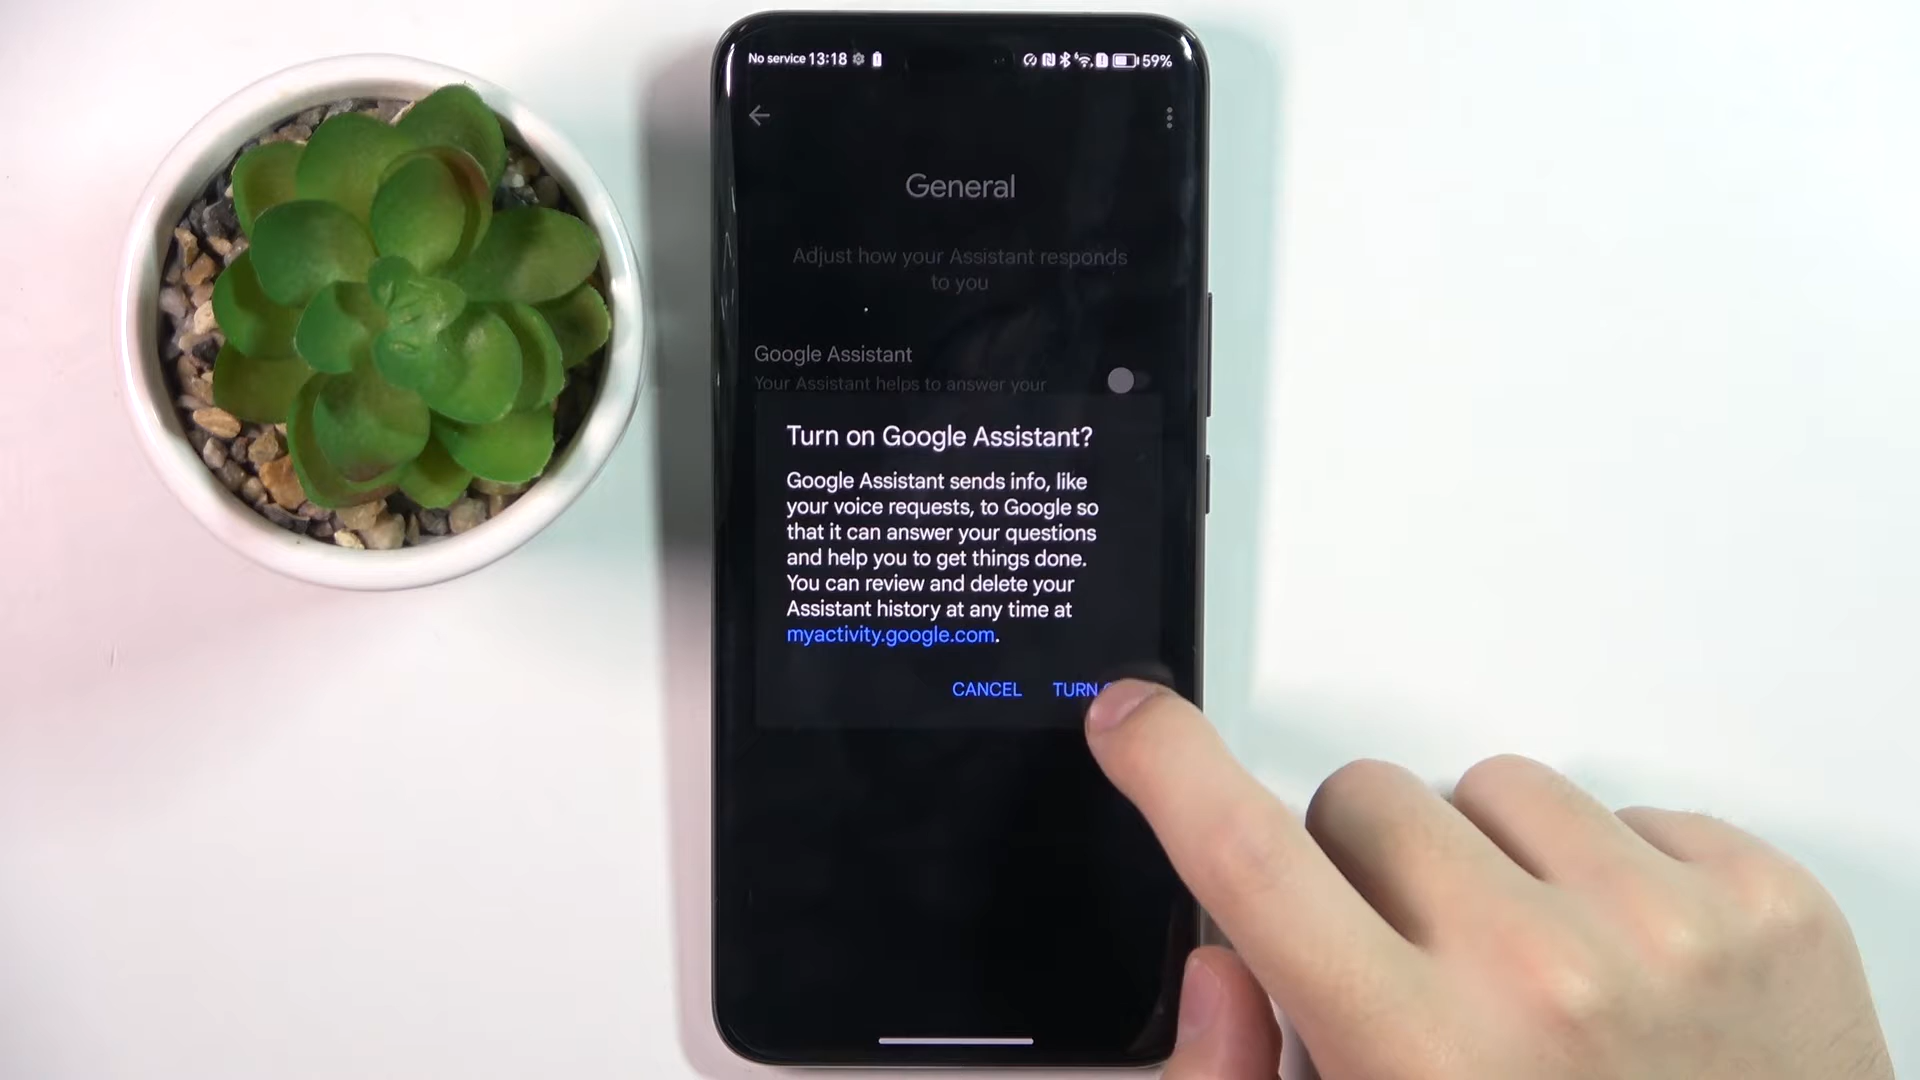 No service 13:18
59%
General
Adjust how your Assistant responds
to you
Google Assistant
Your Assistant helps to answer your
Turn on Google Assistant?
Google Assistant sends info, like
your voice requests, to Google so
that it can answer your questions
and help you to get things done.
You can review and delete your
Assistant history at any time at
myactivity.google.com.
CANCEL TURN